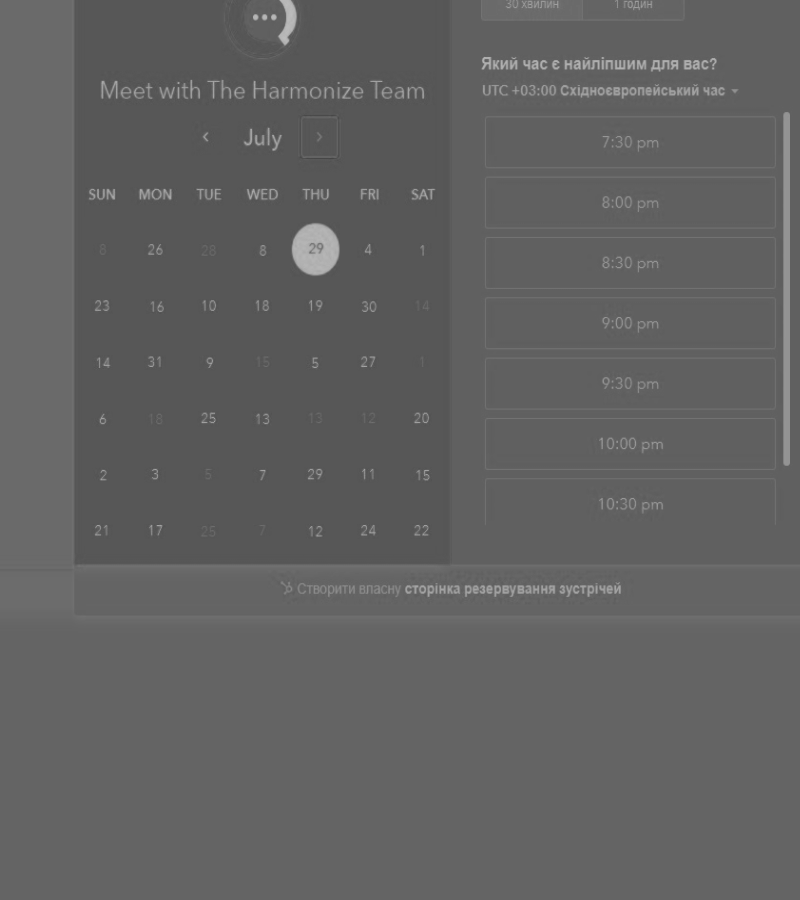 30 хвилин 1 годин
Meet with The Harmonize Team
July
Який час є найліпшим для вас?
UTC +03:00 Східноєвропейський час
SUN MON TUE WED THU FRI SAT
8 26 28 8 29 4 1
23 16 10 18 19 30 14
14 31 9 15 5 27 1
6 18 25 13 13 12 20
2 3 5 7 29 11 15
21 17 25 7 12 24 22
7:30 pm
8:00 pm
8:30 pm
9:00 pm
9:30 pm
10:00 pm
10:30 pm
Створити власну сторінка резервування зустрічей